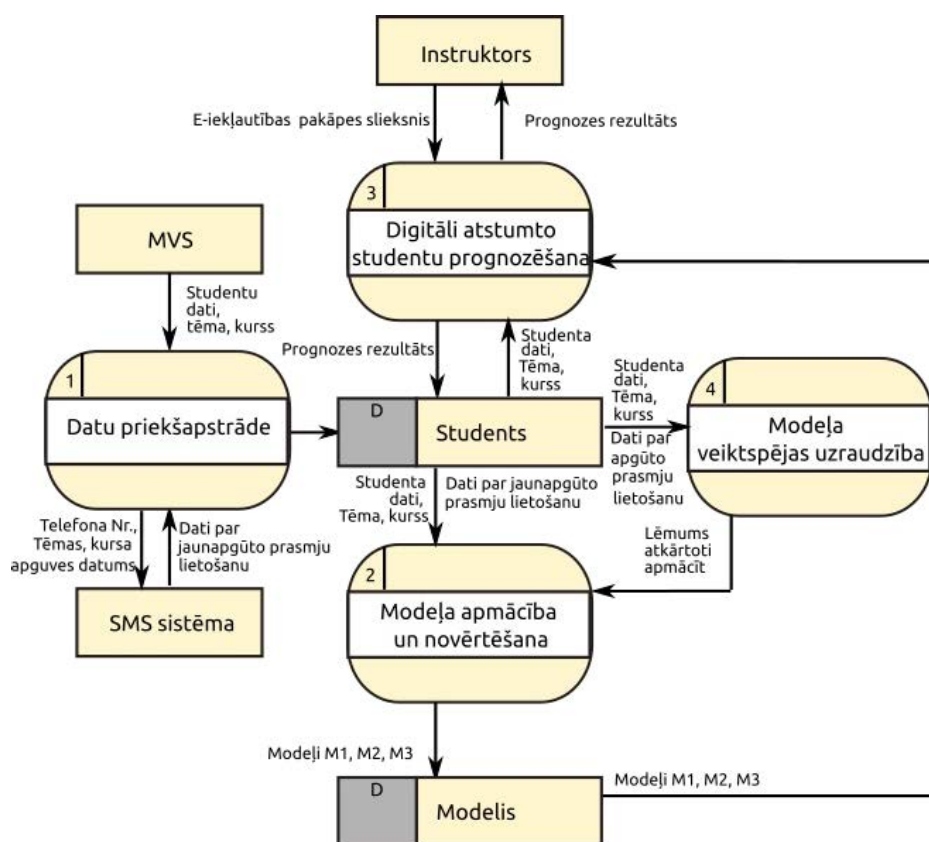 Instruktors
E-iekļautības pakāpes slieksnis
Prognozes rezultāts
3
Digitāli atstumto
studentu prognozēšana
MVS
Studentu
dati,
tēma, kurss
Prognozes rezultāts
Studenta
dati,
Tēma,
kurss
1
Datu priekšapstrāde
D
Students
Studenta
dati,
Tēma,
kurss
Dati par
apgūto
prasmju
lietošanu
4
Modeļa
veiktspējas uzraudzība
Telefona Nr.,
Tēmas, kursa
apguves datums
Dati par
jaunapgūto prasmju
lietošanu
Studenta
dati,
Tēma, kurss
Dati par jaunapgūto
prasmju lietošanu
Lēmums
atkārtoti
apmācīt
SMS sistēma
2
Modeļa apmācība
un novērtēšana
Modeļi M1, M2, M3
D
Modelis
Modeļi M1, M2, M3